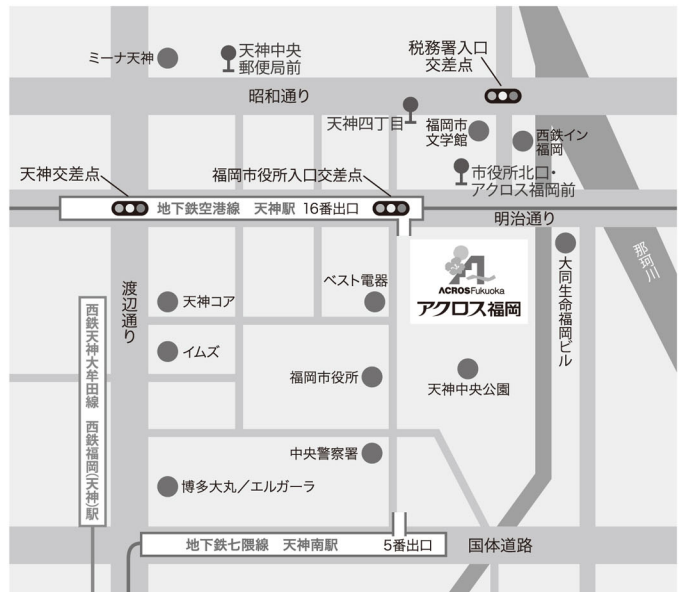 ミーナ天神
天神中央
郵便局前
税務署入口
交差点
昭和通り
天神四丁目
福岡市
文学館
西鉄イン
福岡
市役所北口・
アクロス福岡前
天神交差点
福岡市役所入口交差点
地下鉄空港線 天神駅 16番出口
明治通り
那珂川
ACROS Fukuoka
アクロス福岡
大同生命福岡ビル
渡辺通り
ベスト電器
天神コア
イムズ
西鉄天神大牟田線 西鉄福岡(天神)駅
福岡市役所
天神中央公園
中央警察署
博多大丸/エルガーラ
地下鉄七隈線 天神南駅 5番出口
国体道路